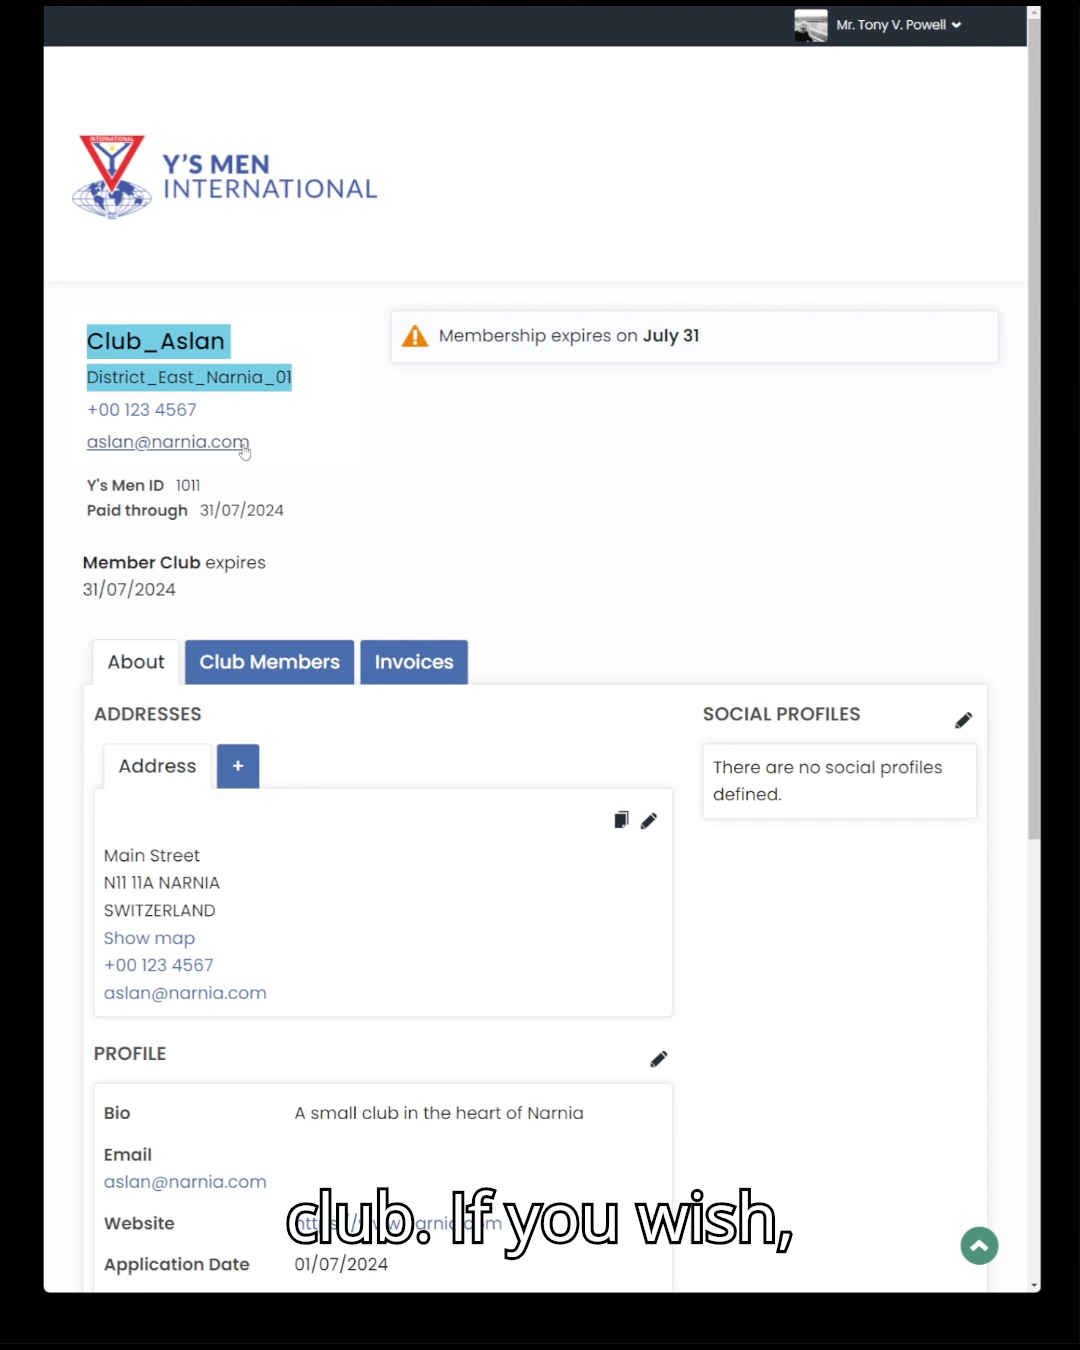 Mr. Tony V. Powell
INTERNATIONAL
Y'S MEN
INTERNATIONAL
Club_Aslan
District_East_Narnia_01
+00 123 4567
aslan@narnia.com
Membership expires on July 31
Y's Men ID 1011
Paid through 31/07/2024
Member Club expires
31/07/2024
About
Club Members
Invoices
ADDRESSES
Address
+
Main Street
N11 11A NARNIA
SWITZERLAND
Show map
+00 123 4567
aslan@narnia.com
SOCIAL PROFILES
There are no social profiles
defined.
PROFILE
Bio A small club in the heart of Narnia
Email
aslan@narnia.com
Website
club. If you wish,
Application Date 01/07/2024